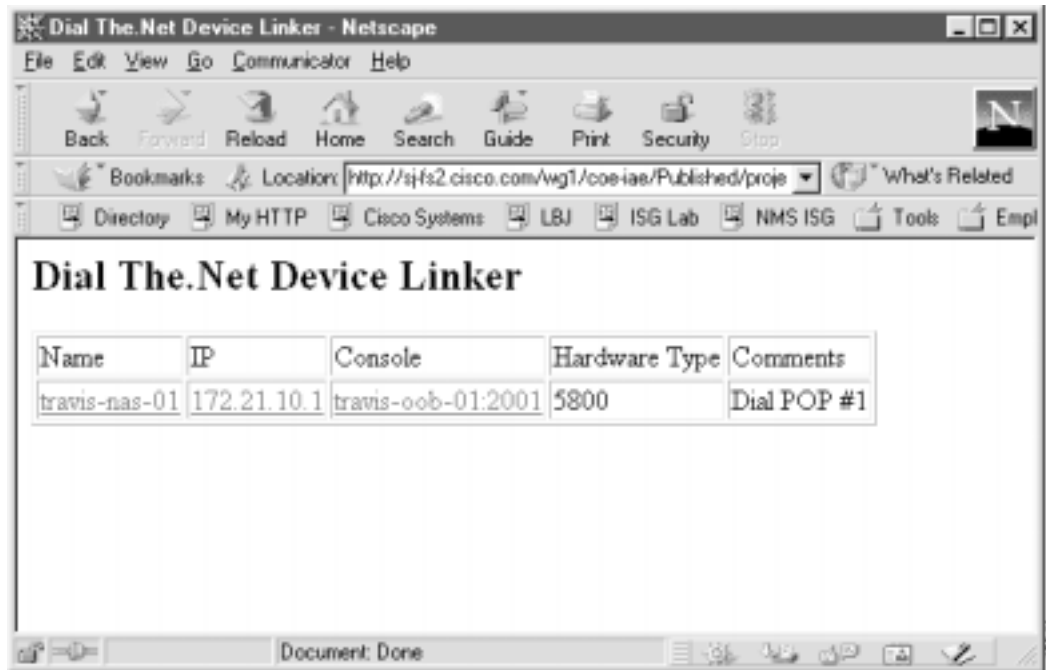 Dial The.Net Device Linker - Netscape
File Edit View Go Communicator Help
Back Forward Reload Home Search Guide Print Security Stop
N
Bookmarks Location: http://sj-fs2.cisco.com/wg1/coe-iae/Published/proje What's Related
Directory My HTTP Cisco Systems LBJ ISG Lab NMS ISG Tools Empl
Dial The.Net Device Linker
Name IP Console Hardware Type Comments
travis-nas-01 172.21.10.1 travis-oob-01:2001 5800 Dial POP #1
Document: Done